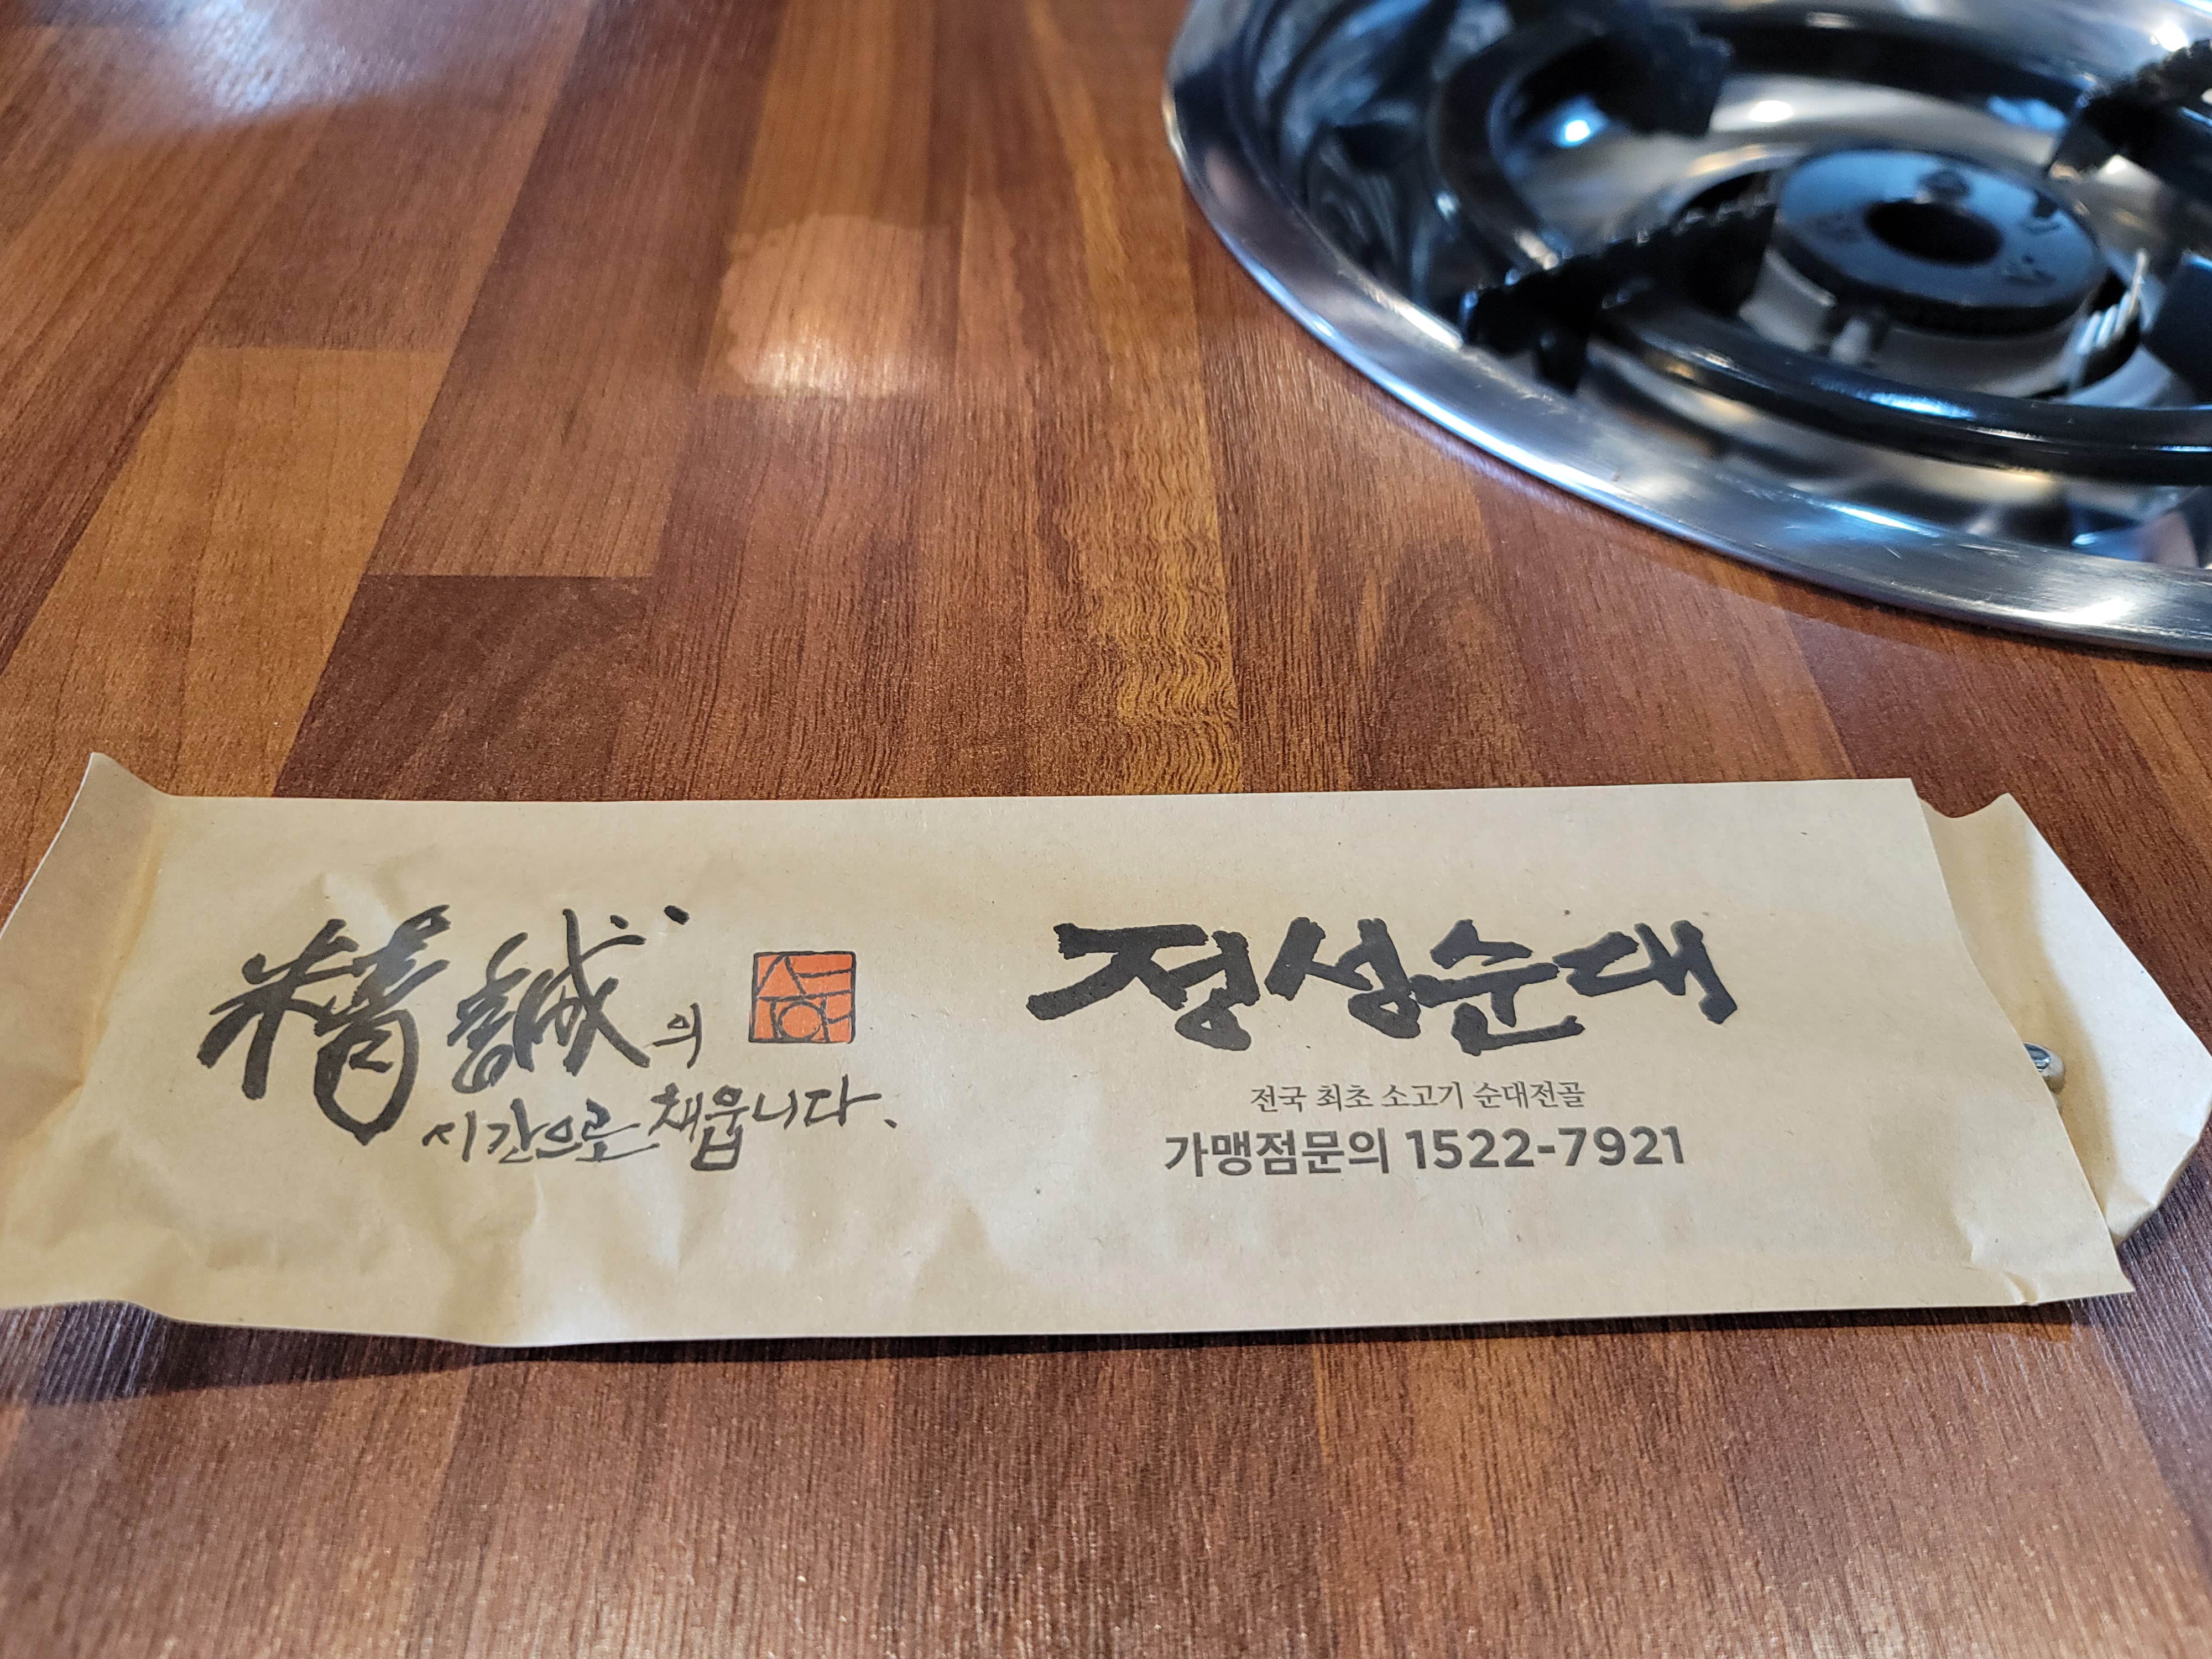 精誠의
시간으로 채웁니다.
정성순대
전국 최초 소고기 순대전골
가맹점문의 1522-7921